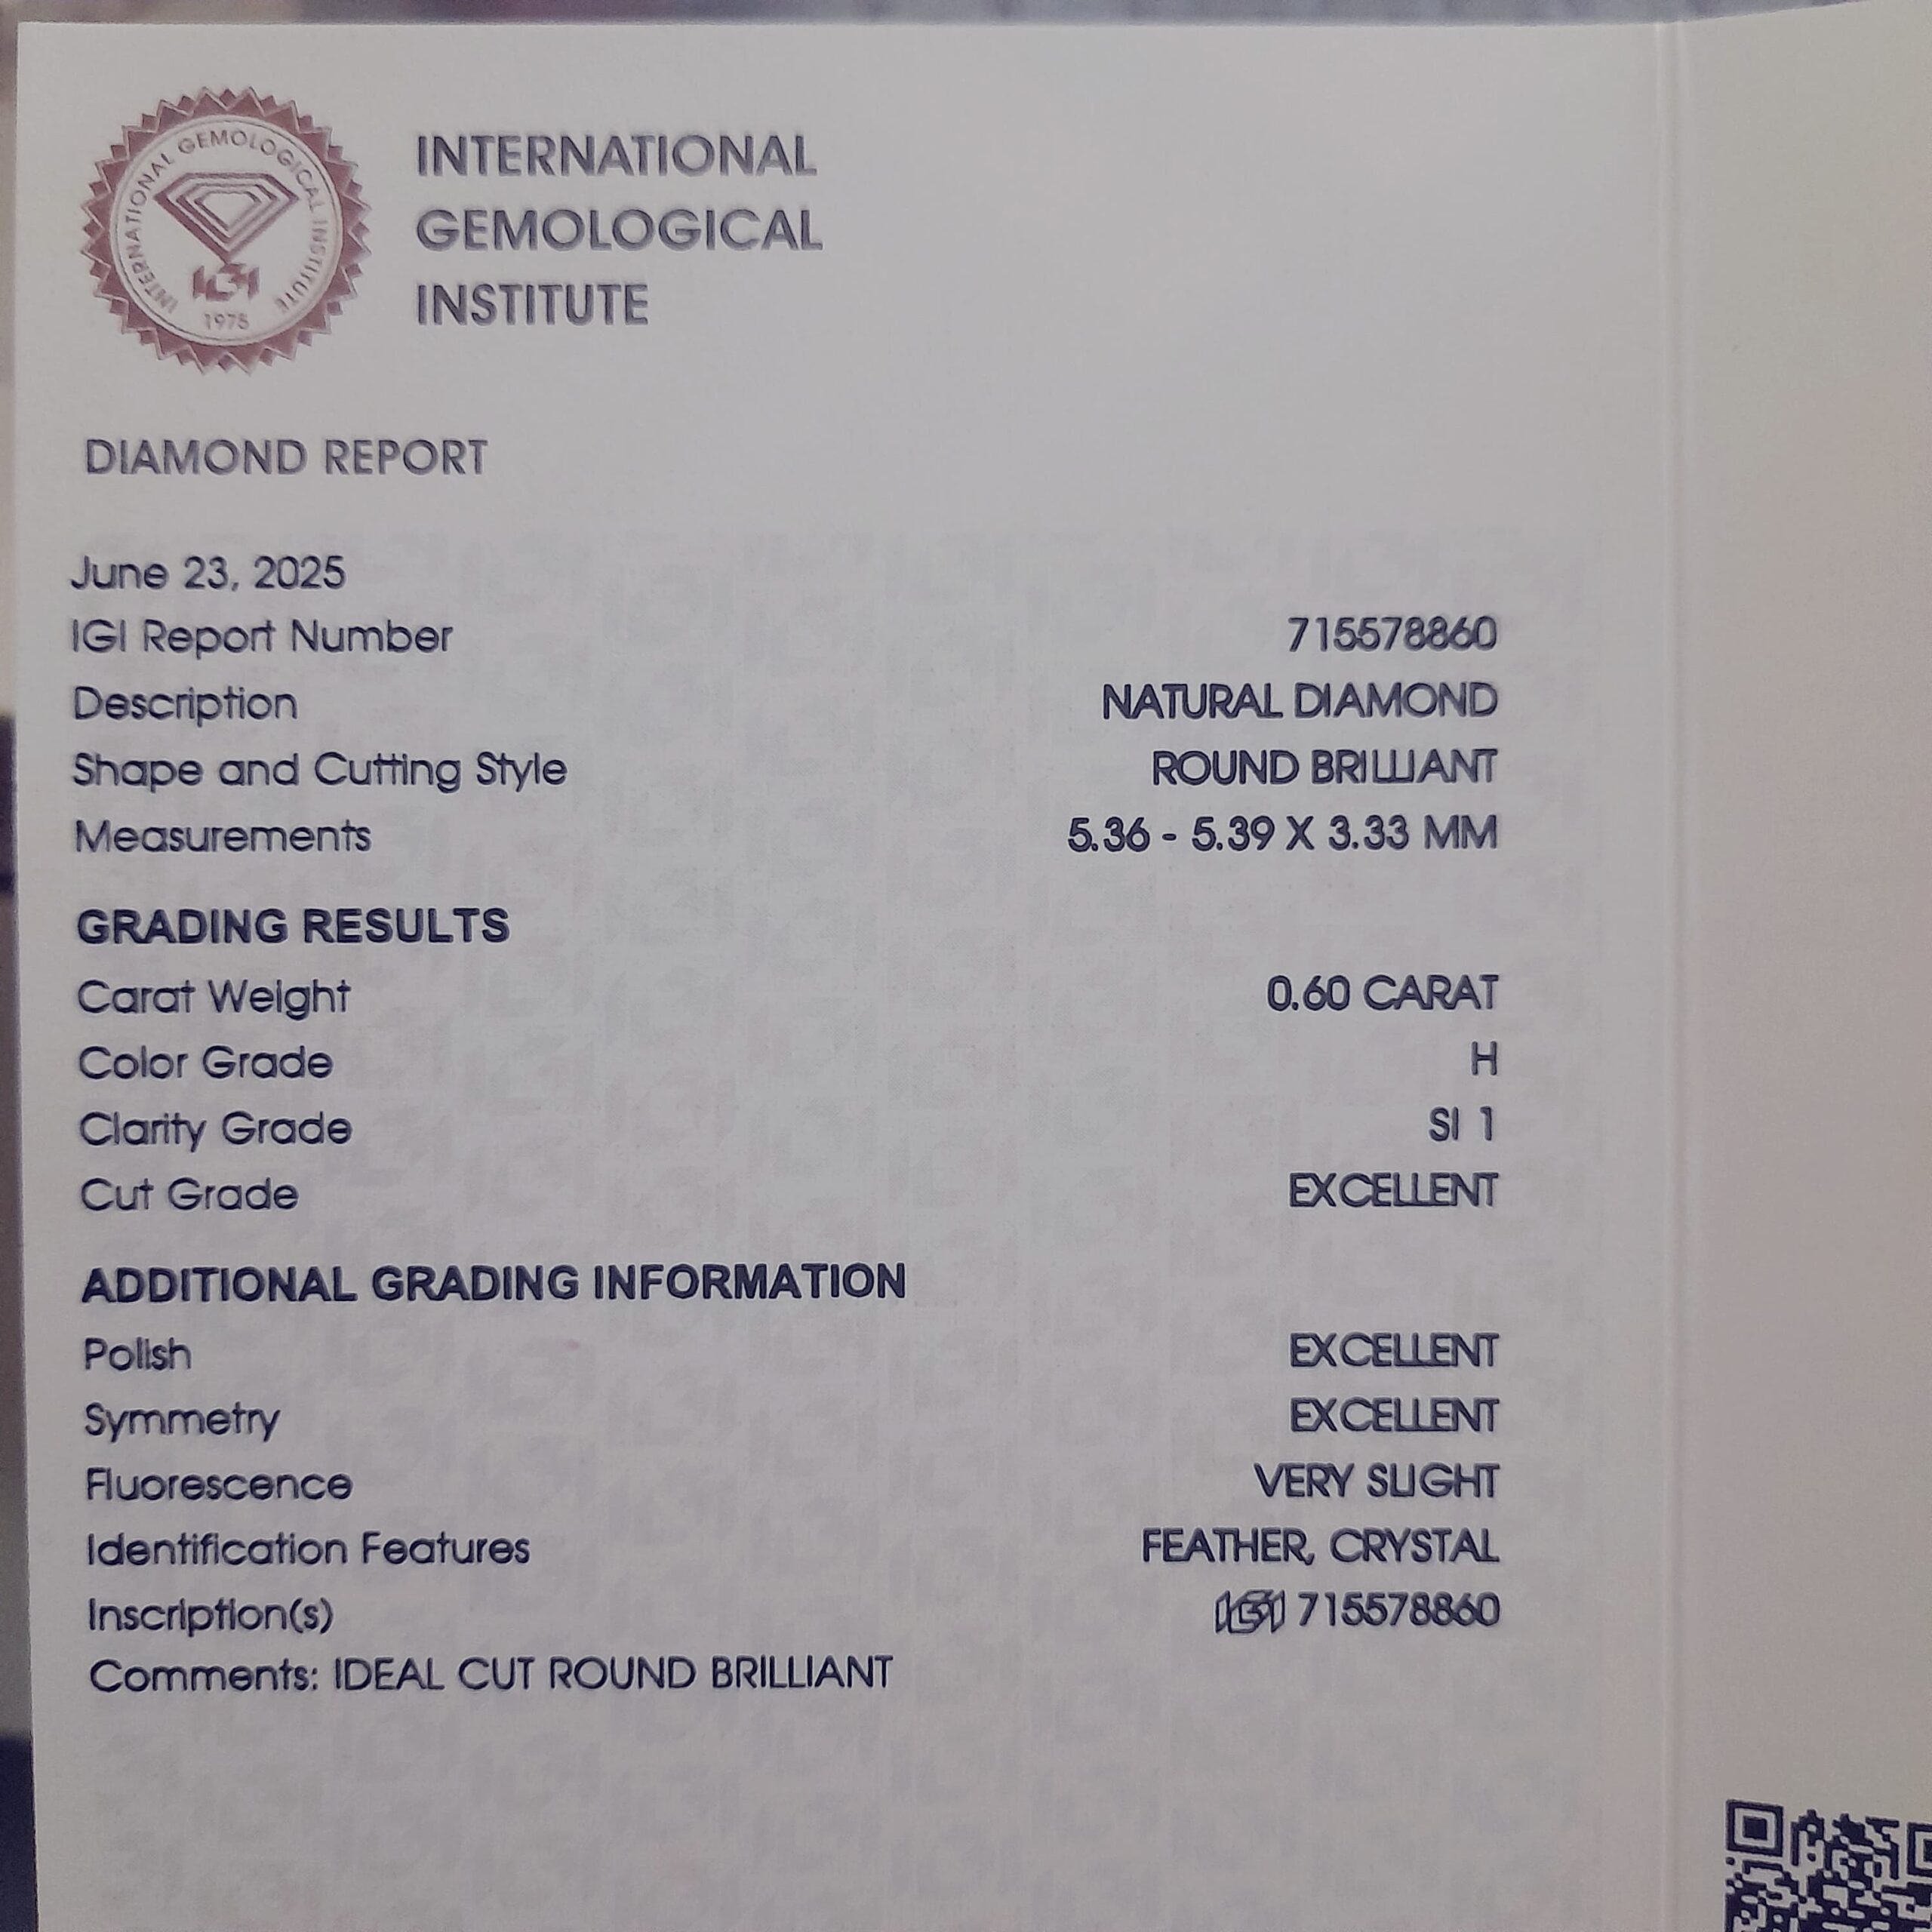 INTERNATIONAL GEMOLOGICAL INSTITUTE
IGI
1975
INTERNATIONAL
GEMOLOGICAL
INSTITUTE
DIAMOND REPORT
June 23, 2025
IGI Report Number 715578860
Description NATURAL DIAMOND
Shape and Cutting Style ROUND BRILLIANT
Measurements 5.36 - 5.39 X 3.33 MM
GRADING RESULTS
Carat Weight 0.60 CARAT
Color Grade H
Clarity Grade SI 1
Cut Grade EXCELLENT
ADDITIONAL GRADING INFORMATION
Polish EXCELLENT
Symmetry EXCELLENT
Fluorescence VERY SLIGHT
Identification Features FEATHER, CRYSTAL
Inscription(s) IGI 715578860
Comments: IDEAL CUT ROUND BRILLIANT